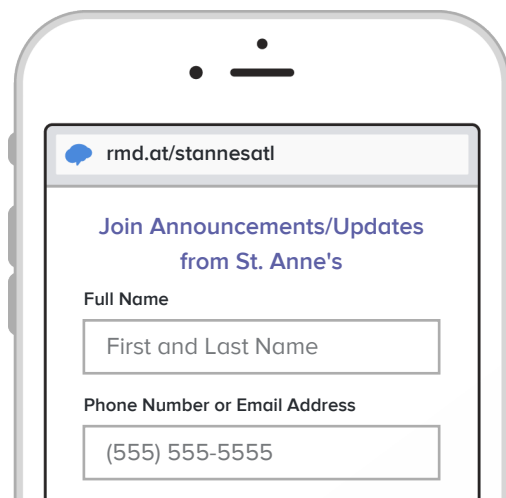 rmd.at/stannesatl
Join Announcements/Updates
from St. Anne's
Full Name
First and Last Name
Phone Number or Email Address
(555) 555-5555